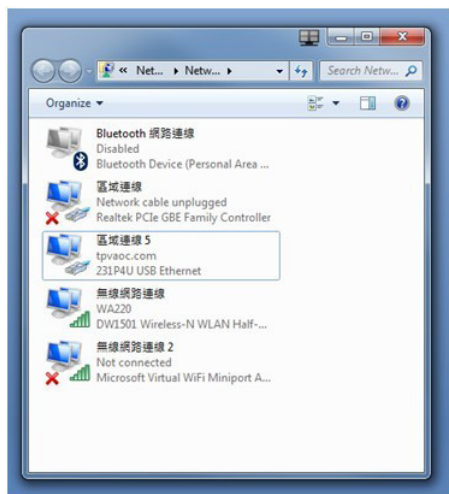 « Net... ▸ Netw... ▸
Search Netw...
Organize
Bluetooth 網路連線
Disabled
Bluetooth Device (Personal Area ...
區域連線
Network cable unplugged
Realtek PCIe GBE Family Controller
區域連線 5
tpvaoc.com
231P4U USB Ethernet
無線網路連線
WA220
DW1501 Wireless-N WLAN Half-...
無線網路連線 2
Not connected
Microsoft Virtual WiFi Miniport A...